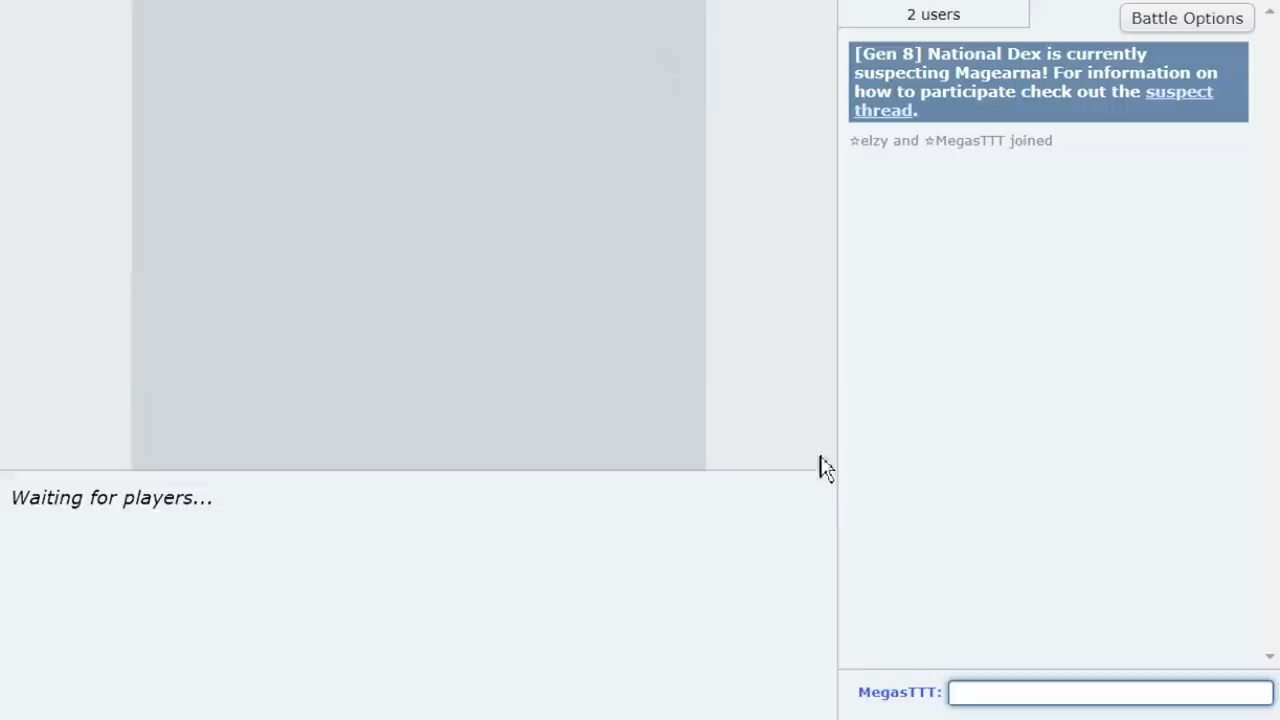 2 users
Battle Options
[Gen 8] National Dex is currently
suspecting Magearna! For information on
how to participate check out the suspect
thread.
☆elzy and ☆MegasTTT joined
Waiting for players...
MegasTTT: